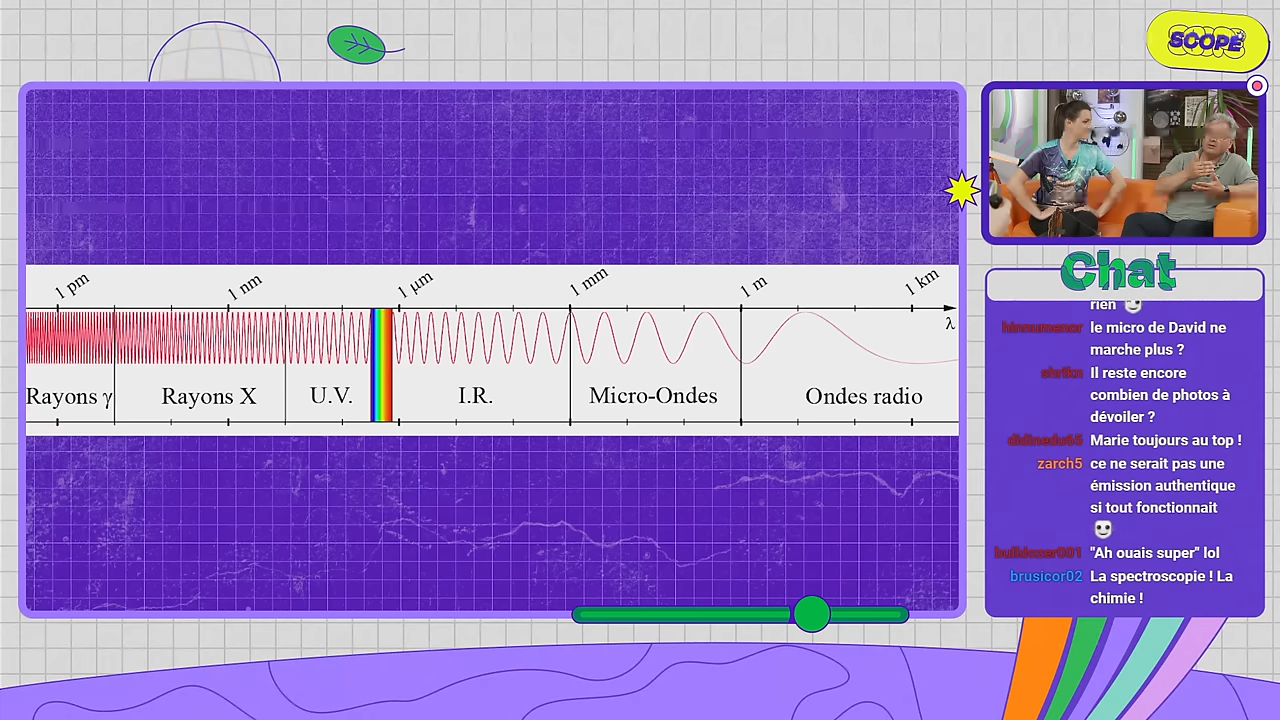 SCOPE
1 pm
1 nm
1 μm
1 mm
1 m
1 km
λ
Rayons γ
Rayons X
U.V.
I.R.
Micro-Ondes
Ondes radio
Chat
rien
hinnumenor le micro de David ne
marche plus ?
Il reste encore
combien de photos à
dévoiler ?
didinedu65 Marie toujours au top !
zarch5 ce ne serait pas une
émission authentique
si tout fonctionnait
bulldozer001 "Ah ouais super" lol
brusicor02 La spectroscopie ! La
chimie !